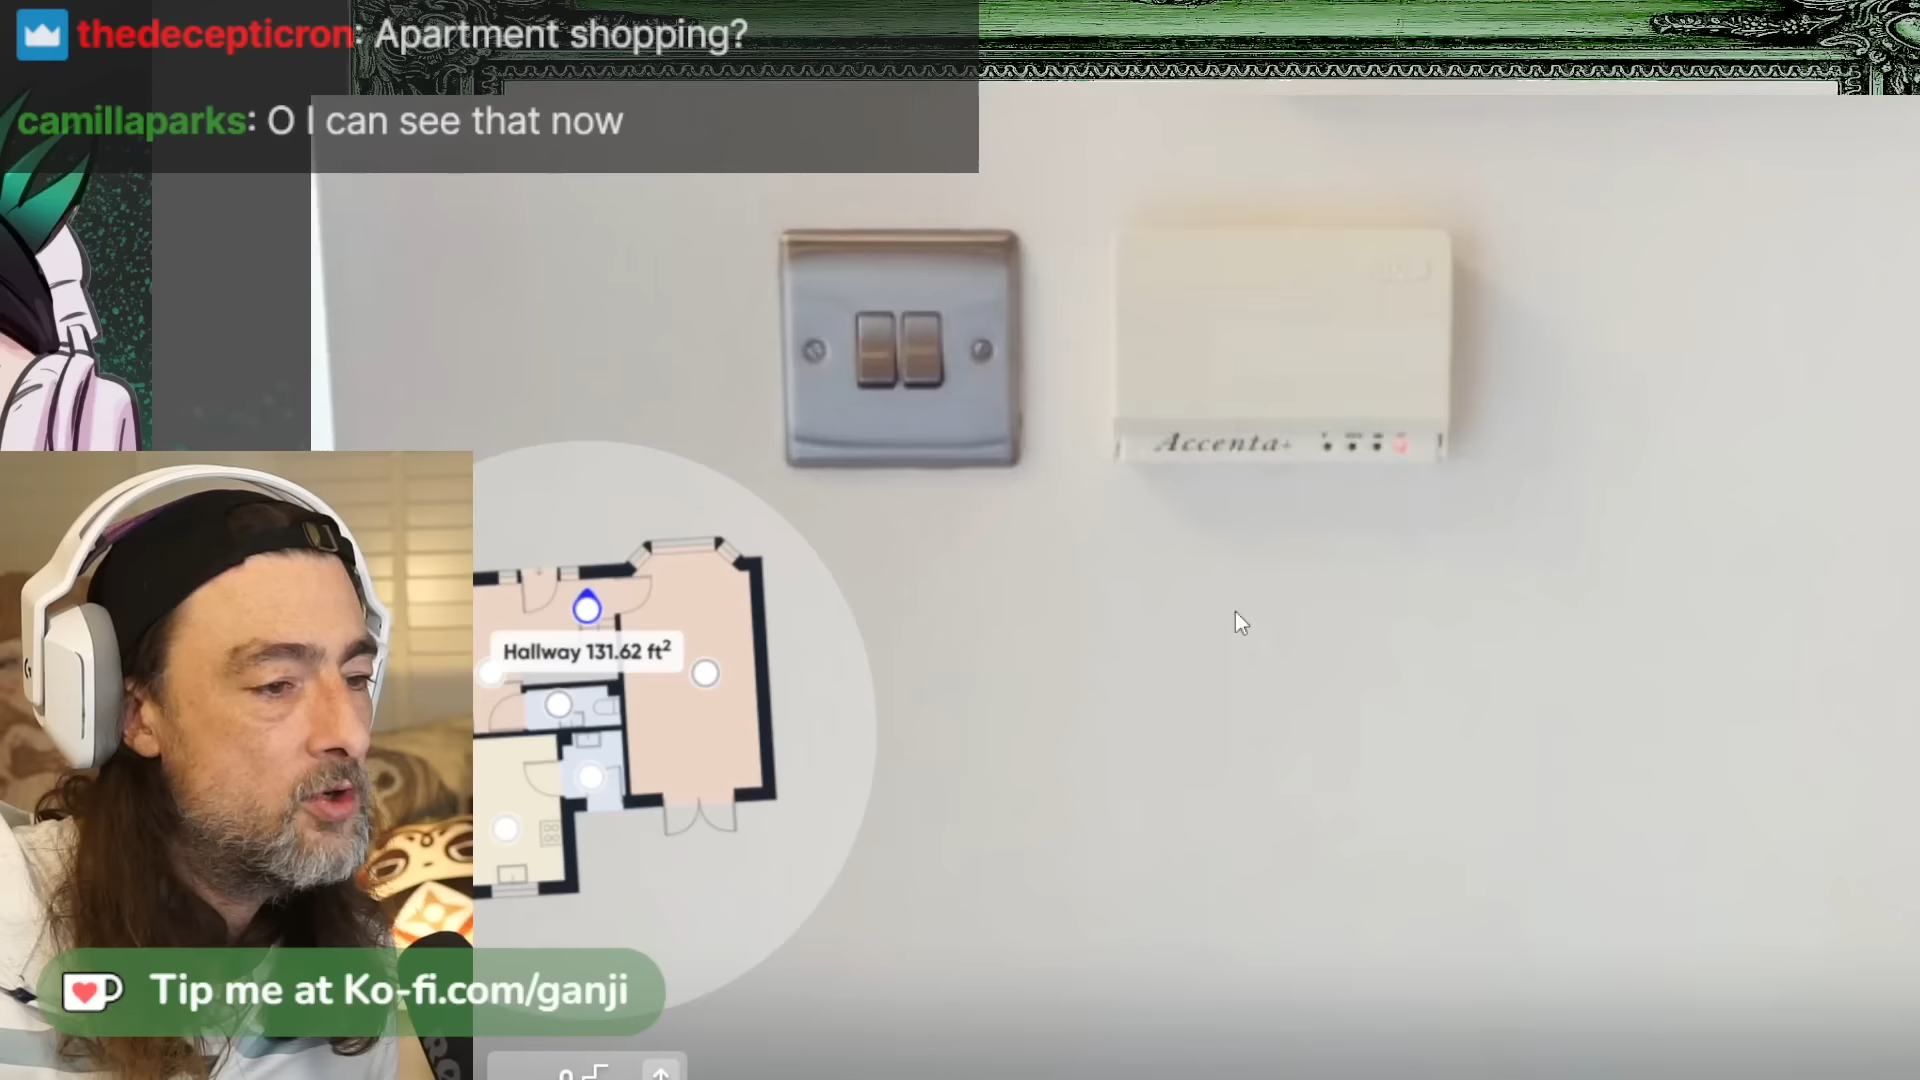 thedecepticron: Apartment shopping?
camillaparks: O I can see that now
Accenta+
Hallway 131.62 ft²
Tip me at Ko-fi.com/ganji